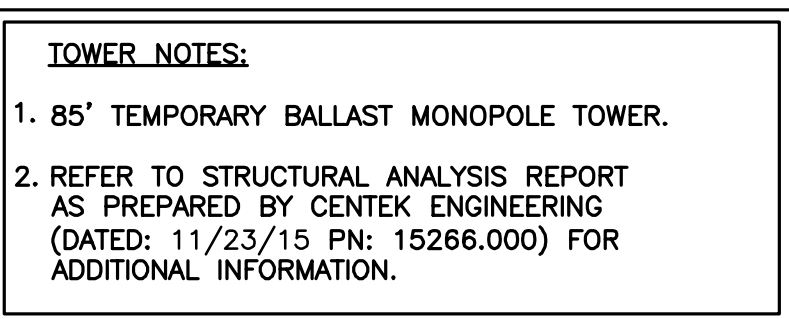 TOWER NOTES:
1. 85' TEMPORARY BALLAST MONOPOLE TOWER.
2. REFER TO STRUCTURAL ANALYSIS REPORT
AS PREPARED BY CENTEK ENGINEERING
(DATED: 11/23/15 PN: 15266.000) FOR
ADDITIONAL INFORMATION.